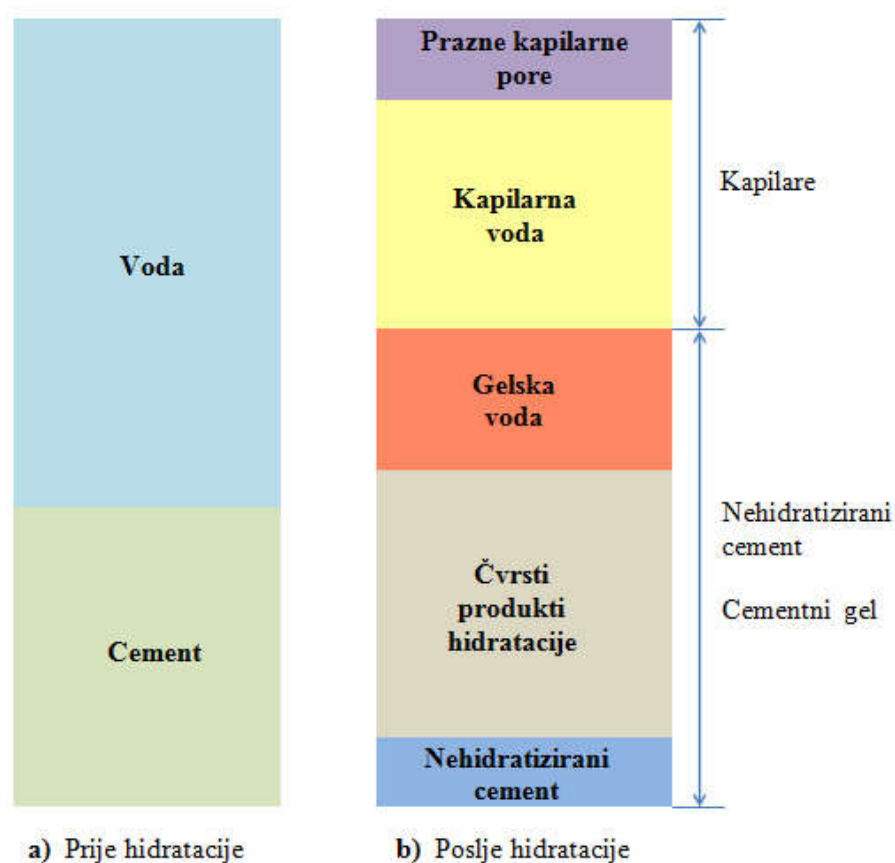 Voda
Cement
a) Prije hidratacije
Prazne kapilarne
pore
Kapilarna
voda
Gelska
voda
Čvrsti
produkti
hidratacije
Nehidratizirani
cement
b) Poslje hidratacije
Kapilare
Nehidratizirani
cement
Cementni gel